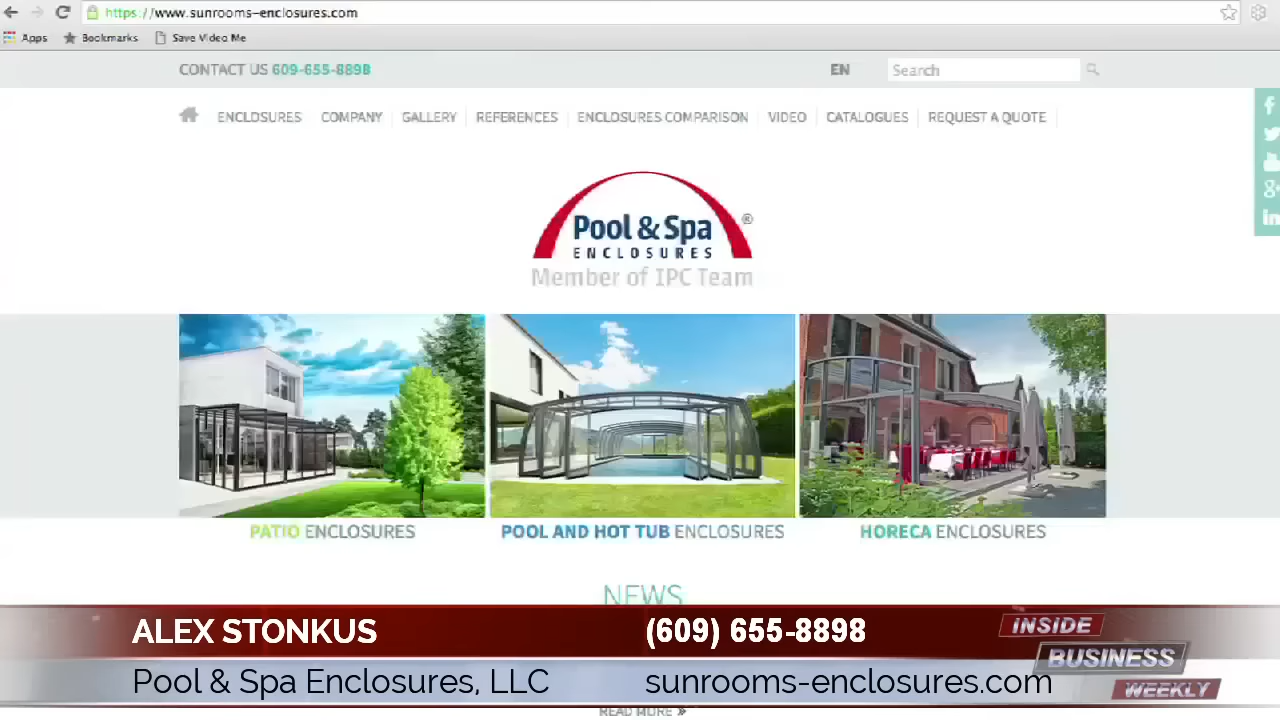 https://www.sunrooms-enclosures.com
Apps Bookmarks Save Video Me
CONTACT US 609-655-8898 EN Search
ENCLOSURES COMPANY GALLERY REFERENCES ENCLOSURES COMPARISON VIDEO CATALOGUES REQUEST A QUOTE
Pool & Spa ®
ENCLOSURES
Member of IPC Team
PATIO ENCLOSURES POOL AND HOT TUB ENCLOSURES HORECA ENCLOSURES
NEWS
ALEX STONKUS (609) 655-8898
Pool & Spa Enclosures, LLC sunrooms-enclosures.com
INSIDE
BUSINESS
WEEKLY
READ MORE »